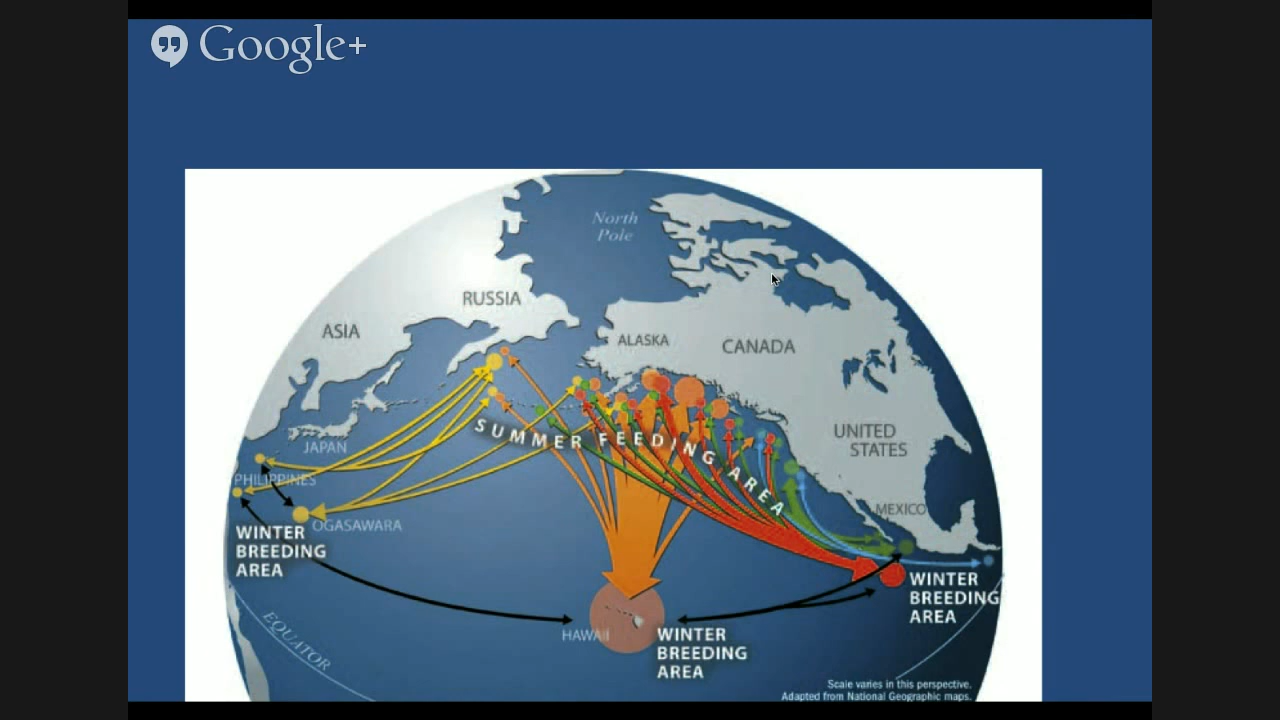 Google+
North
Pole
RUSSIA
ASIA
ALASKA
CANADA
UNITED
STATES
SUMMER FEEDING AREA
JAPAN
PHILIPPINES
MEXICO
OGASAWARA
WINTER
BREEDING
AREA
WINTER
BREEDING
AREA
EQUATOR
HAWAII
WINTER
BREEDING
AREA
Scale varies in this perspective.
Adapted from National Geographic maps.